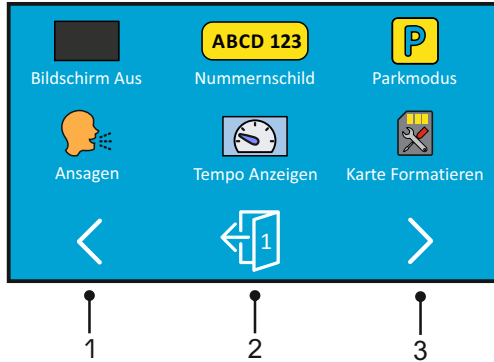 ABCD 123
P
Bildschirm Aus
Nummernschild
Parkmodus
Ansagen
Tempo Anzeigen
Karte Formatieren
1
1
2
3